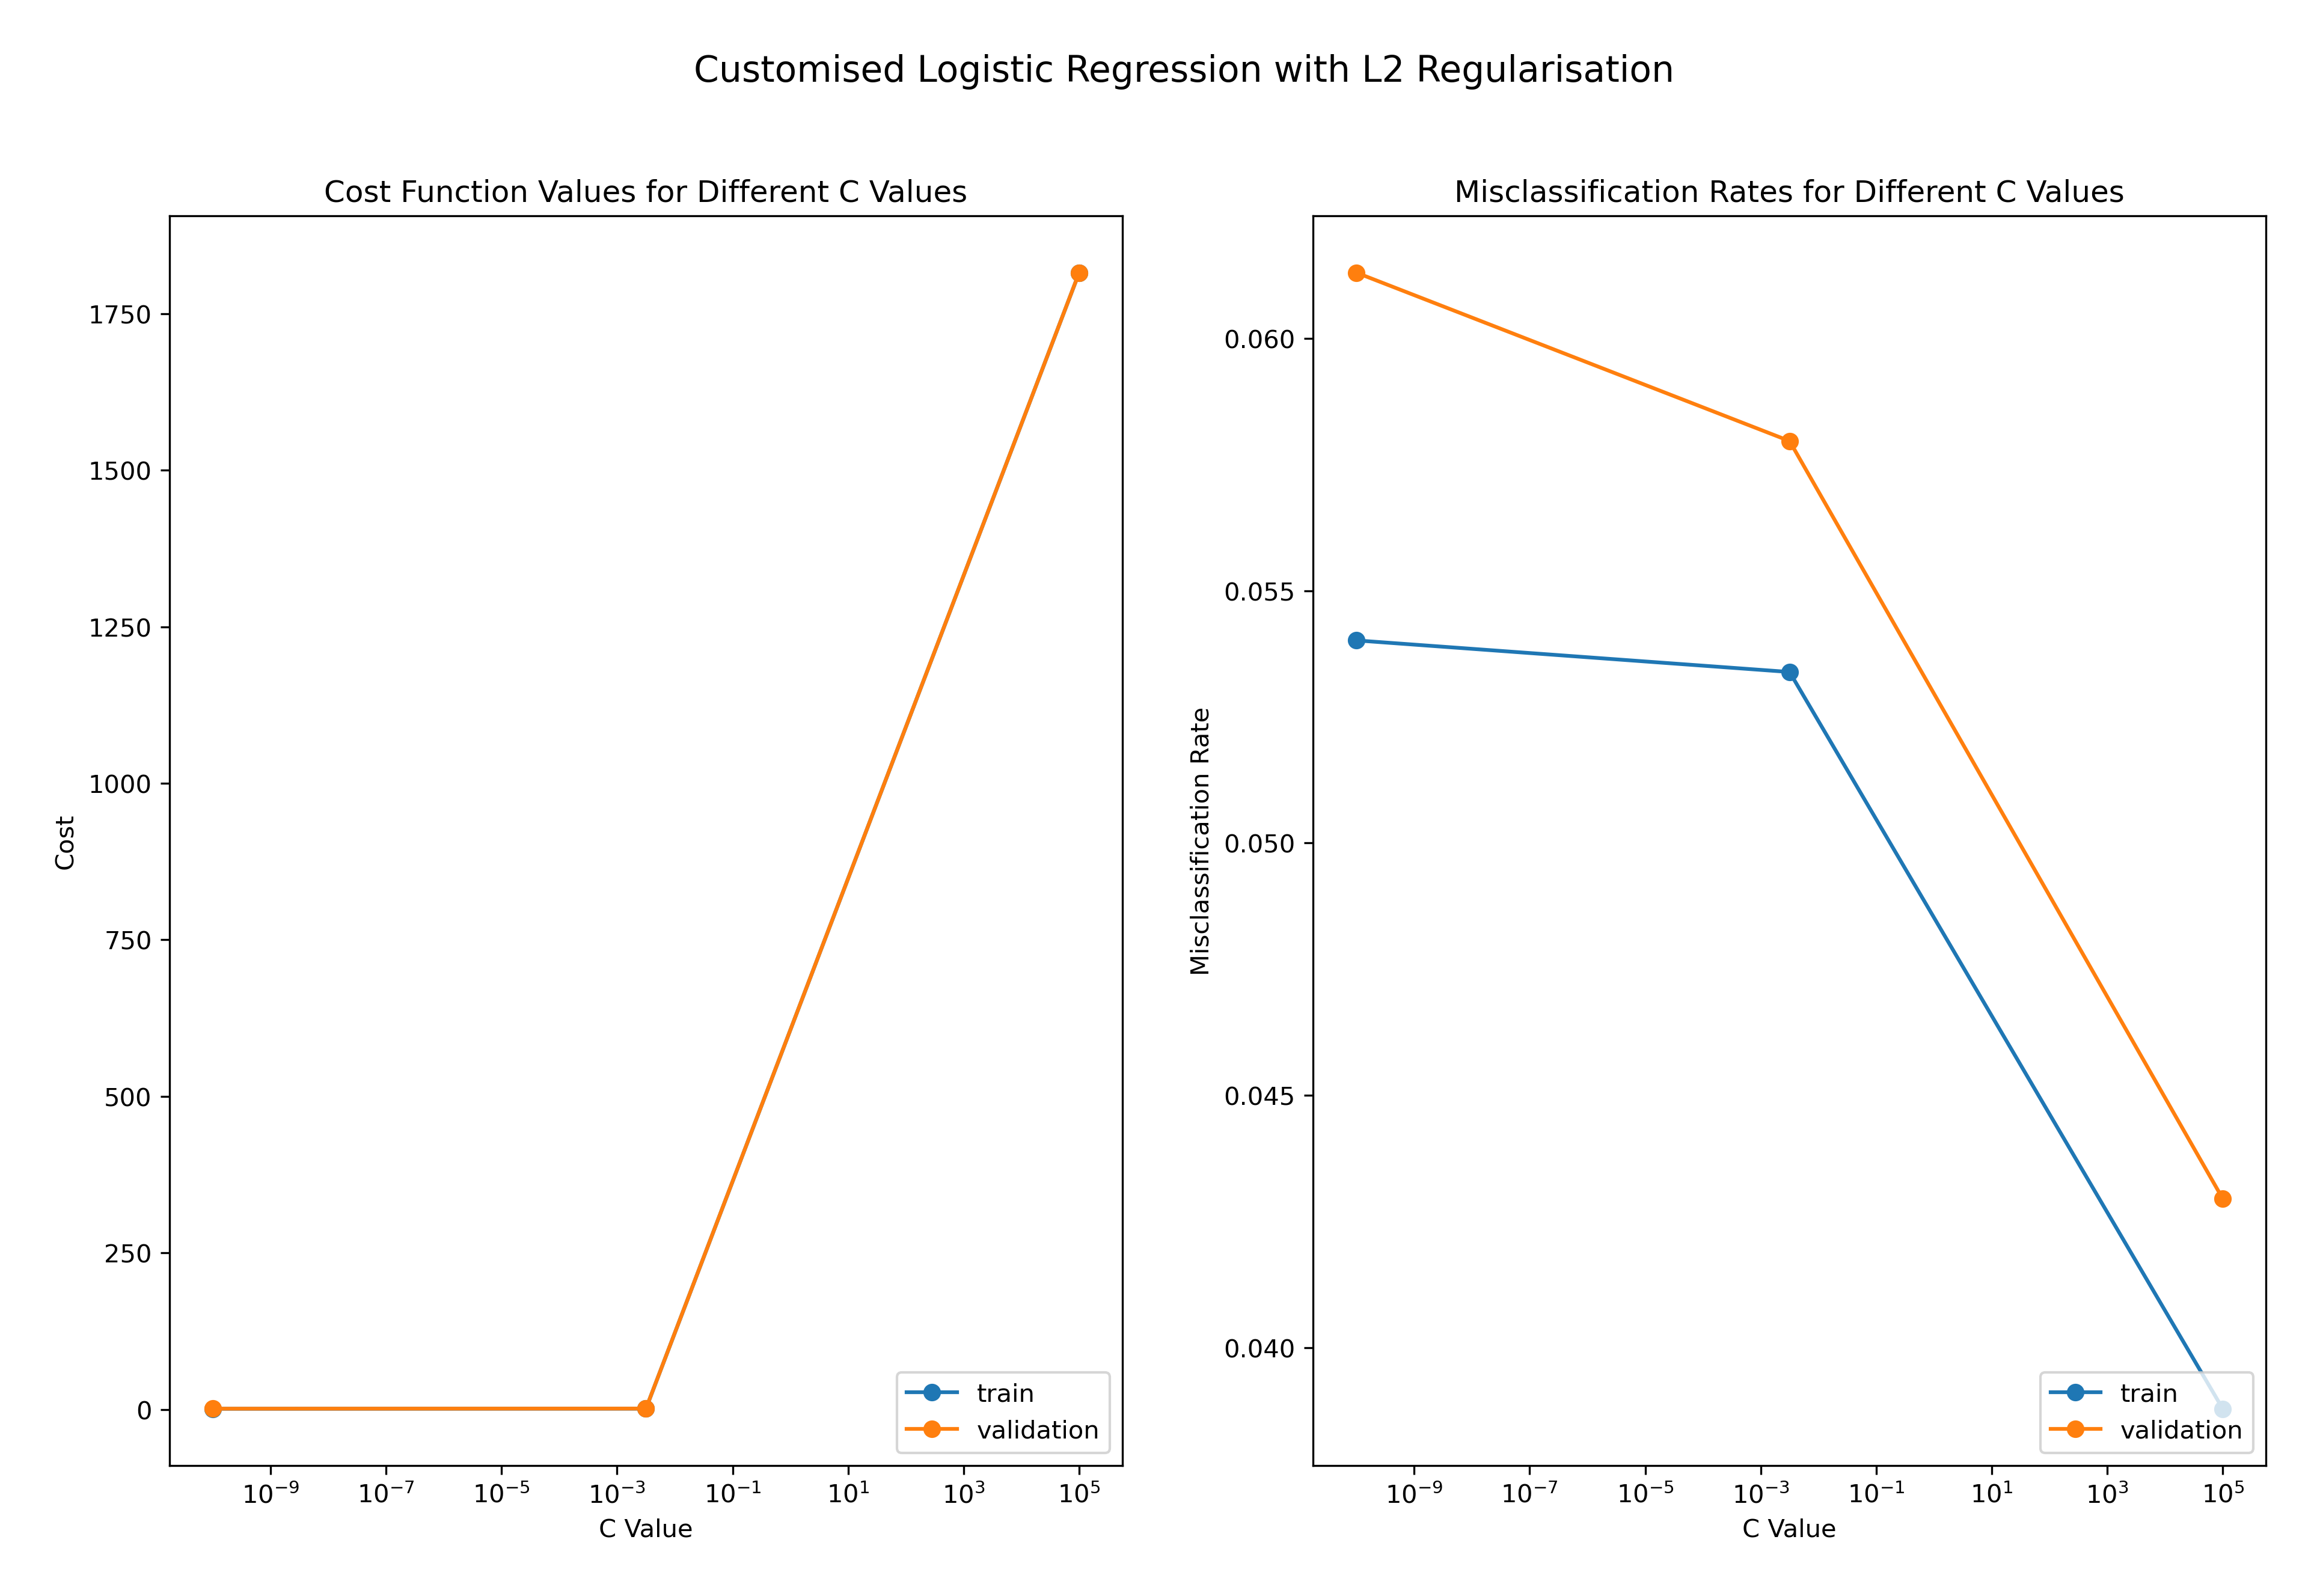 Customised Logistic Regression with L2 Regularisation
Cost Function Values for Different C Values
1750
1500
1250
1000
750
500
250
0
Cost
10⁻⁹ 10⁻⁷ 10⁻⁵ 10⁻³ 10⁻¹ 10¹ 10³ 10⁵
C Value
train
validation
Misclassification Rates for Different C Values
0.060
0.055
0.050
0.045
0.040
Misclassification Rate
10⁻⁹ 10⁻⁷ 10⁻⁵ 10⁻³ 10⁻¹ 10¹ 10³ 10⁵
C Value
train
validation